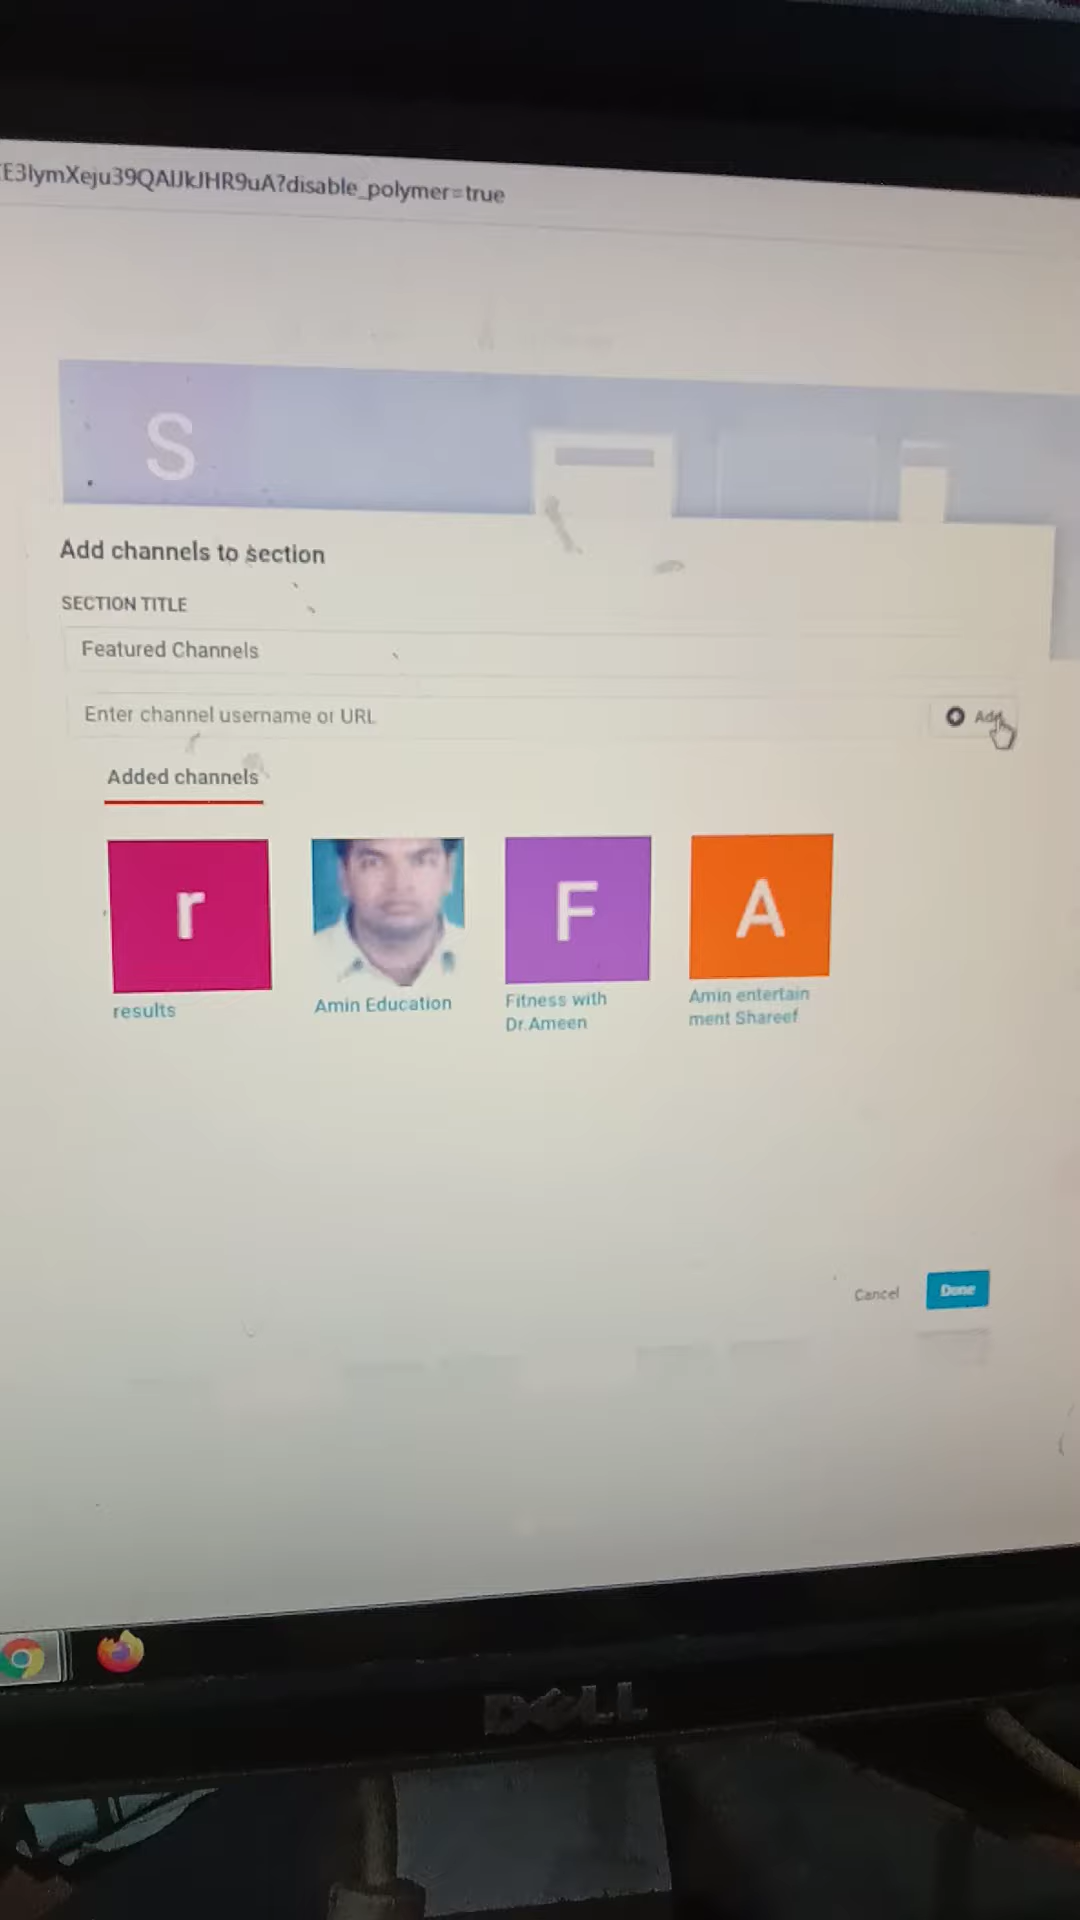 E3lymXeju39QAUkJHR9uA?disable_polymer=true
S
Add channels to section
SECTION TITLE
Featured Channels
Enter channel username or URL
Add
Added channels
r
F
A
results
Amin Education
Fitness with
Dr.Ameen
Amin entertain
ment Shareef
Cancel
Done
DELL